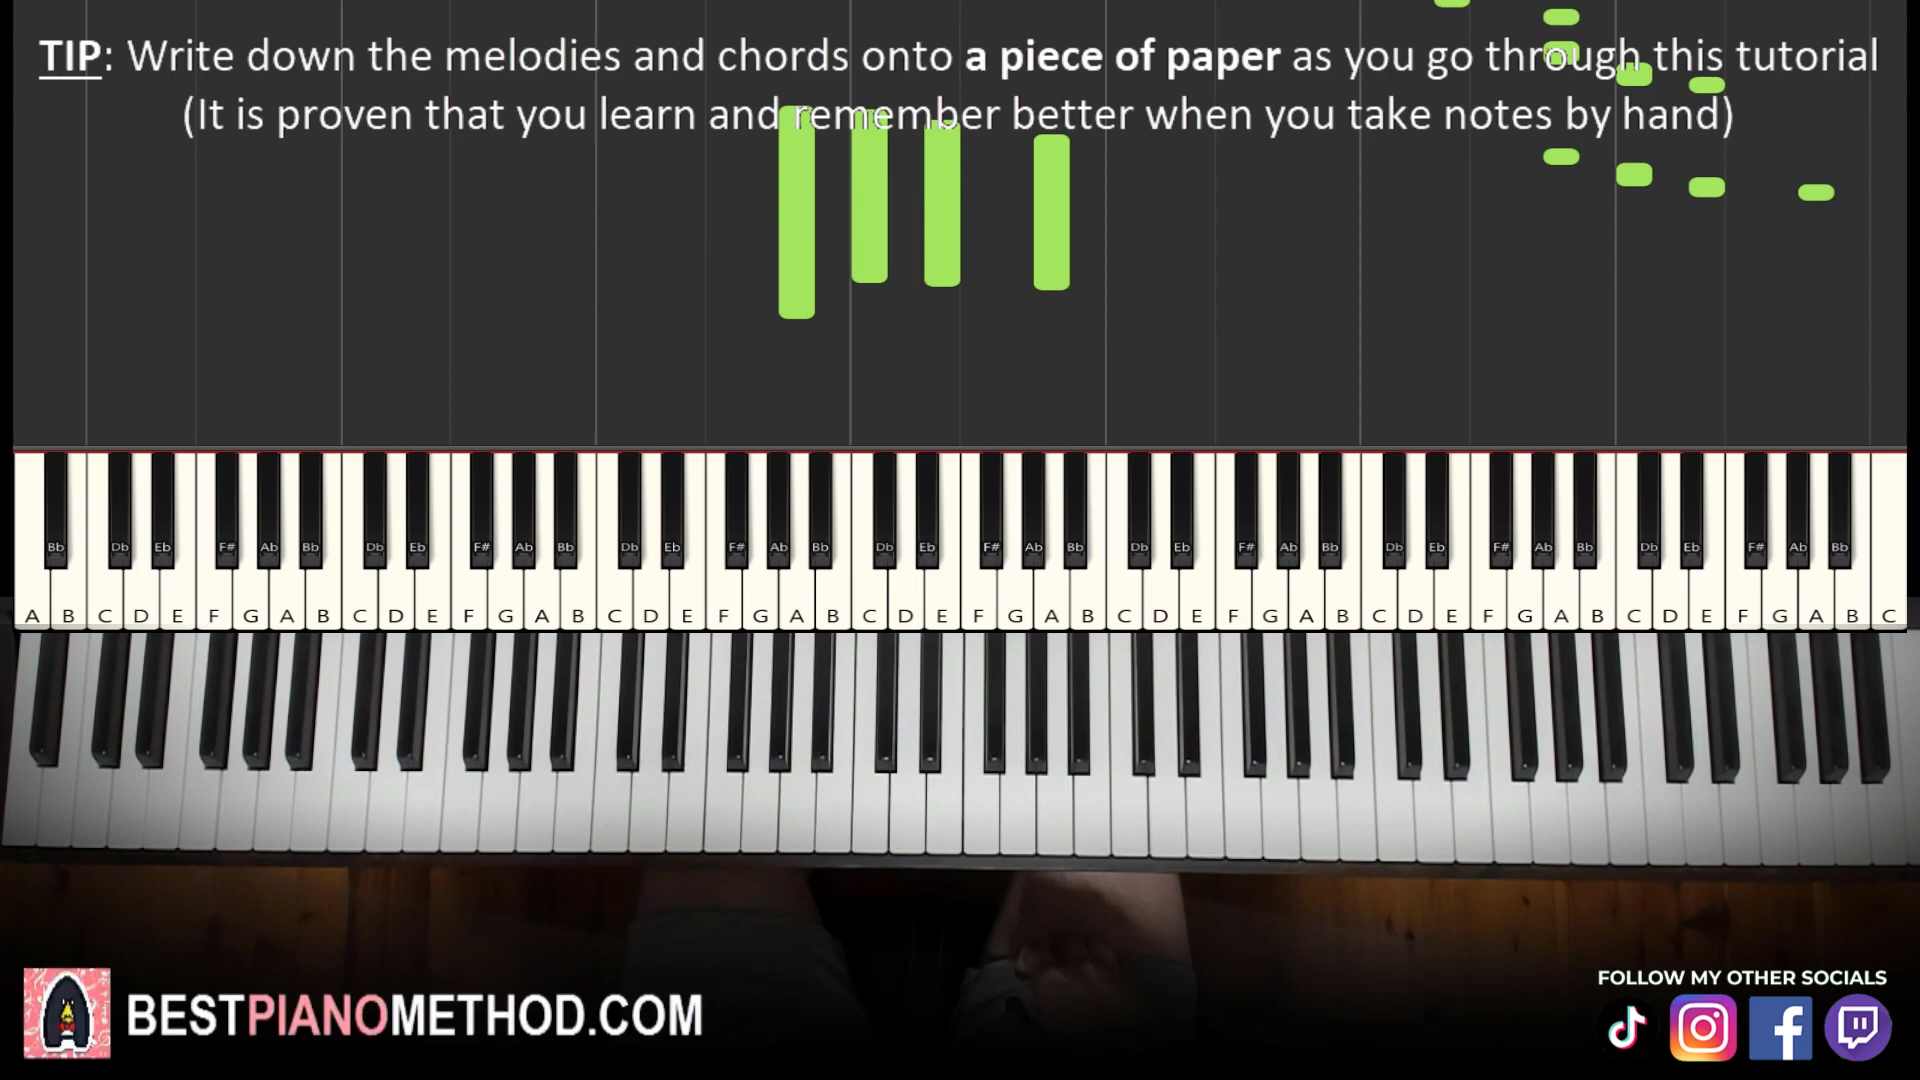 TIP: Write down the melodies and chords onto a piece of paper as you go through this tutorial
(It is proven that you learn and remember better when you take notes by hand)
Bb Db Eb F# Ab Bb Db Eb F# Ab Bb Db Eb F# Ab Bb Db Eb F# Ab Bb Db Eb F# Ab Bb Db Eb F# Ab Bb Db Eb F# Ab Bb
A B C D E F G A B C D E F G A B C D E F G A B C D E F G A B C D E F G A B C D E F G A B C D E F G A B C
FOLLOW MY OTHER SOCIALS
BESTPIANOMETHOD.COM